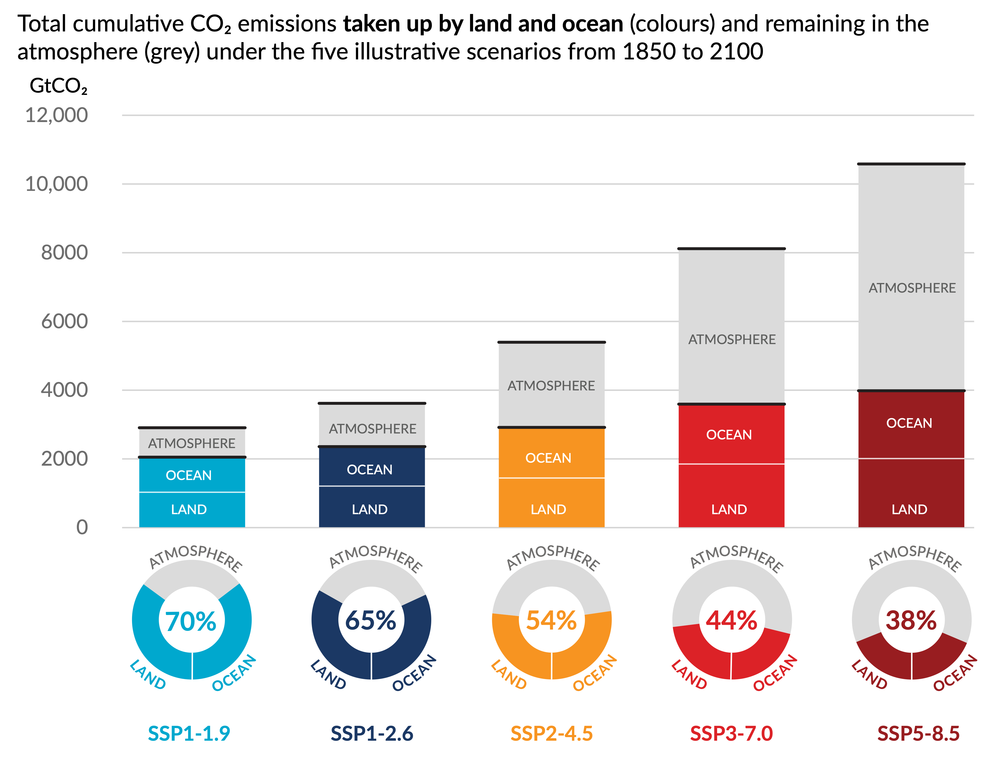 Total cumulative CO₂ emissions taken up by land and ocean (colours) and remaining in the
atmosphere (grey) under the five illustrative scenarios from 1850 to 2100
GtCO₂
12,000
10,000
8000
6000
4000
2000
0
ATMOSPHERE
OCEAN
LAND
ATMOSPHERE
OCEAN
LAND
ATMOSPHERE
OCEAN
LAND
ATMOSPHERE
OCEAN
LAND
ATMOSPHERE
OCEAN
LAND
ATMOSPHERE
70%
LAND
OCEAN
ATMOSPHERE
65%
LAND
OCEAN
ATMOSPHERE
54%
LAND
OCEAN
ATMOSPHERE
44%
LAND
OCEAN
ATMOSPHERE
38%
LAND
OCEAN
SSP1-1.9
SSP1-2.6
SSP2-4.5
SSP3-7.0
SSP5-8.5